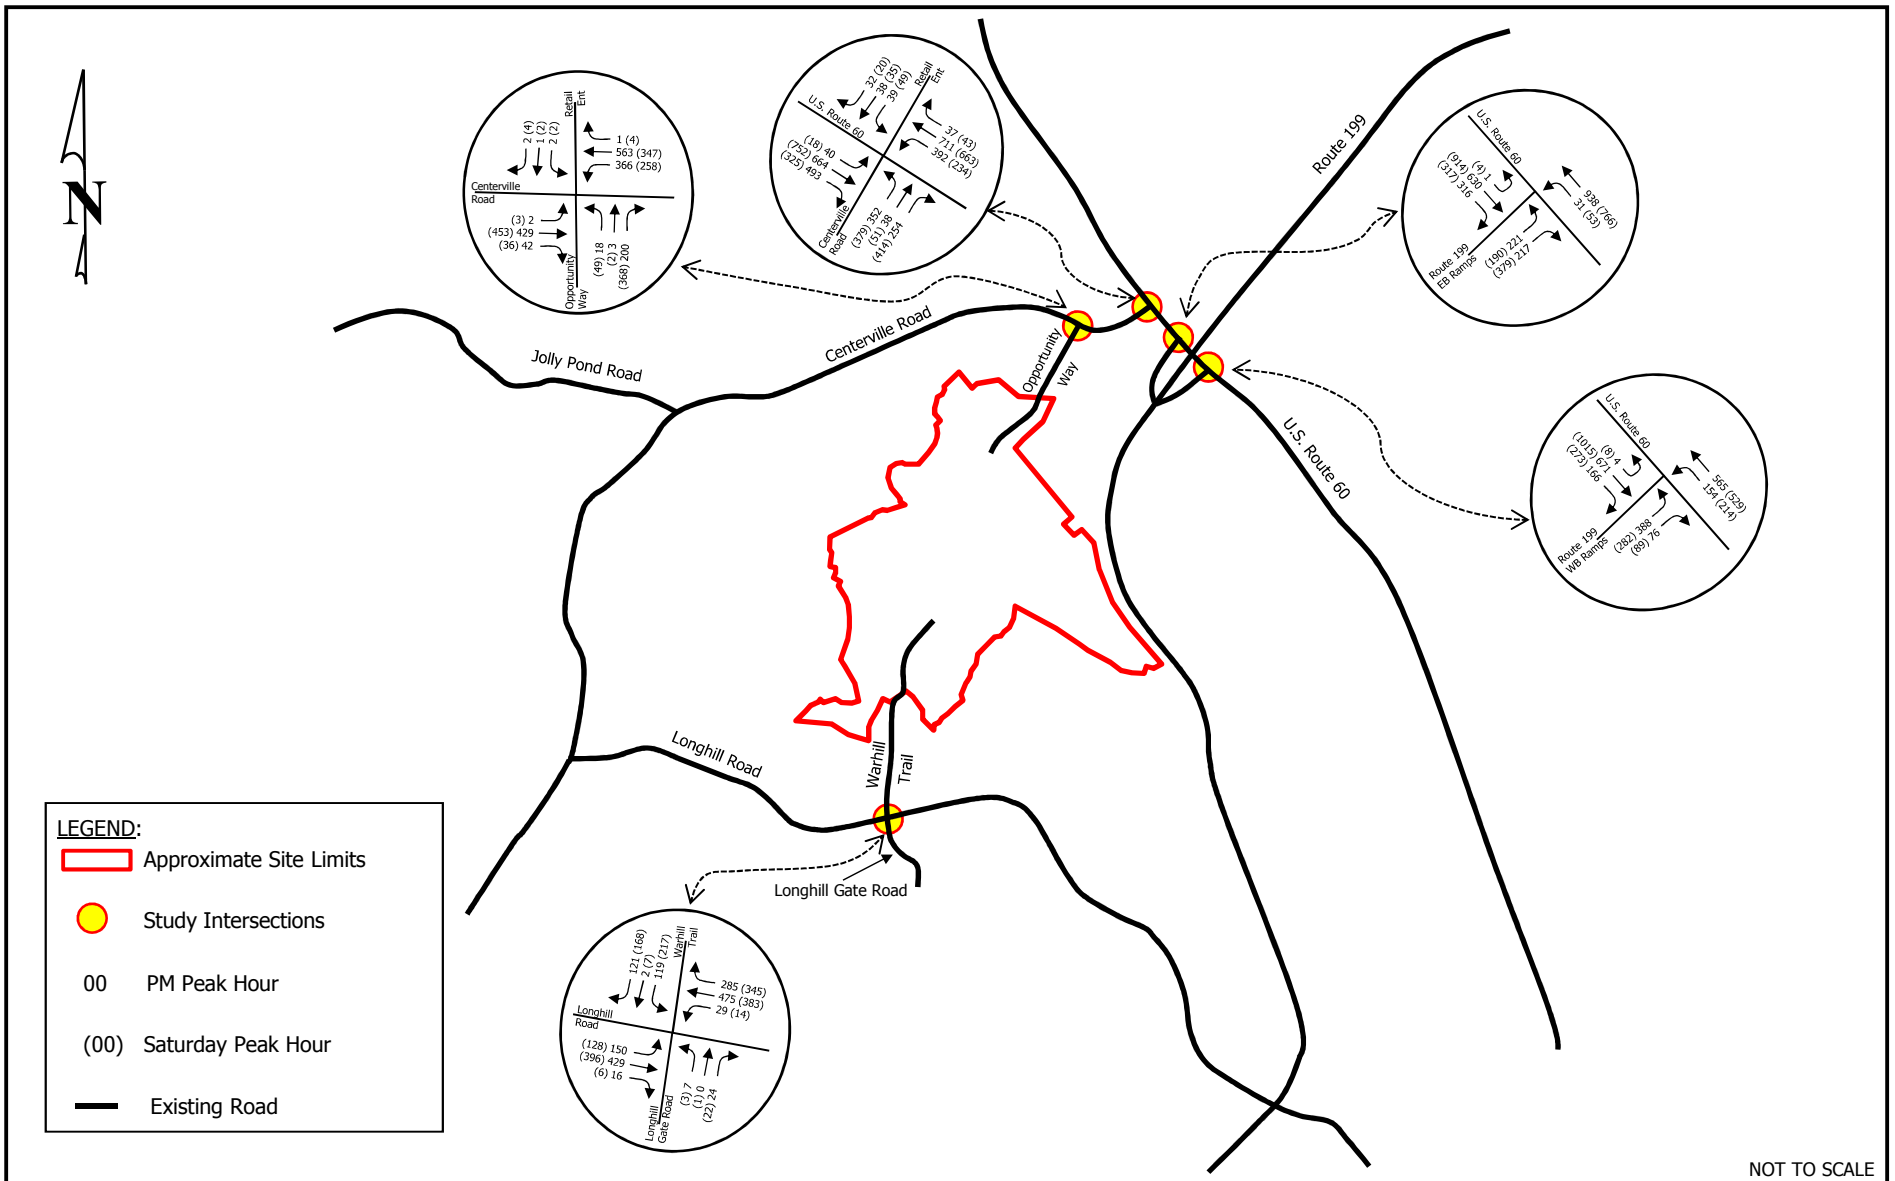 N
2 (4)
1 (2)
2 (2)
Retail
Ent
1 (4)
563 (347)
366 (258)
Centerville
Road
(3) 2
(453) 429
(36) 42
Opportunity
Way
(49) 18
(2) 3
(368) 200
32 (20)
38 (35)
39 (49)
Retail
Ent
U.S. Route 60
37 (43)
711 (663)
392 (234)
(18) 40
(752) 664
(325) 493
Centerville
Road
(379) 352
(51) 38
(414) 254
U.S. Route 60
(4) 1
(914) 630
(317) 316
938 (766)
31 (53)
Route 199
EB Ramps
(190) 221
(379) 217
U.S. Route 60
(8) 4
(1015) 671
(273) 166
565 (529)
154 (214)
Route 199
WB Ramps
(282) 388
(89) 76
Route 199
Centerville Road
Jolly Pond Road
Opportunity
Way
U.S. Route 60
Longhill Road
Warhill
Trail
Longhill Gate Road
121 (168)
2 (7)
119 (217)
Warhill
Trail
285 (345)
475 (383)
29 (14)
Longhill
Road
(128) 150
(396) 429
(6) 16
Longhill
Gate Road
(3) 7
(1) 0
(22) 24
LEGEND:
Approximate Site Limits
Study Intersections
00 PM Peak Hour
(00) Saturday Peak Hour
Existing Road
NOT TO SCALE